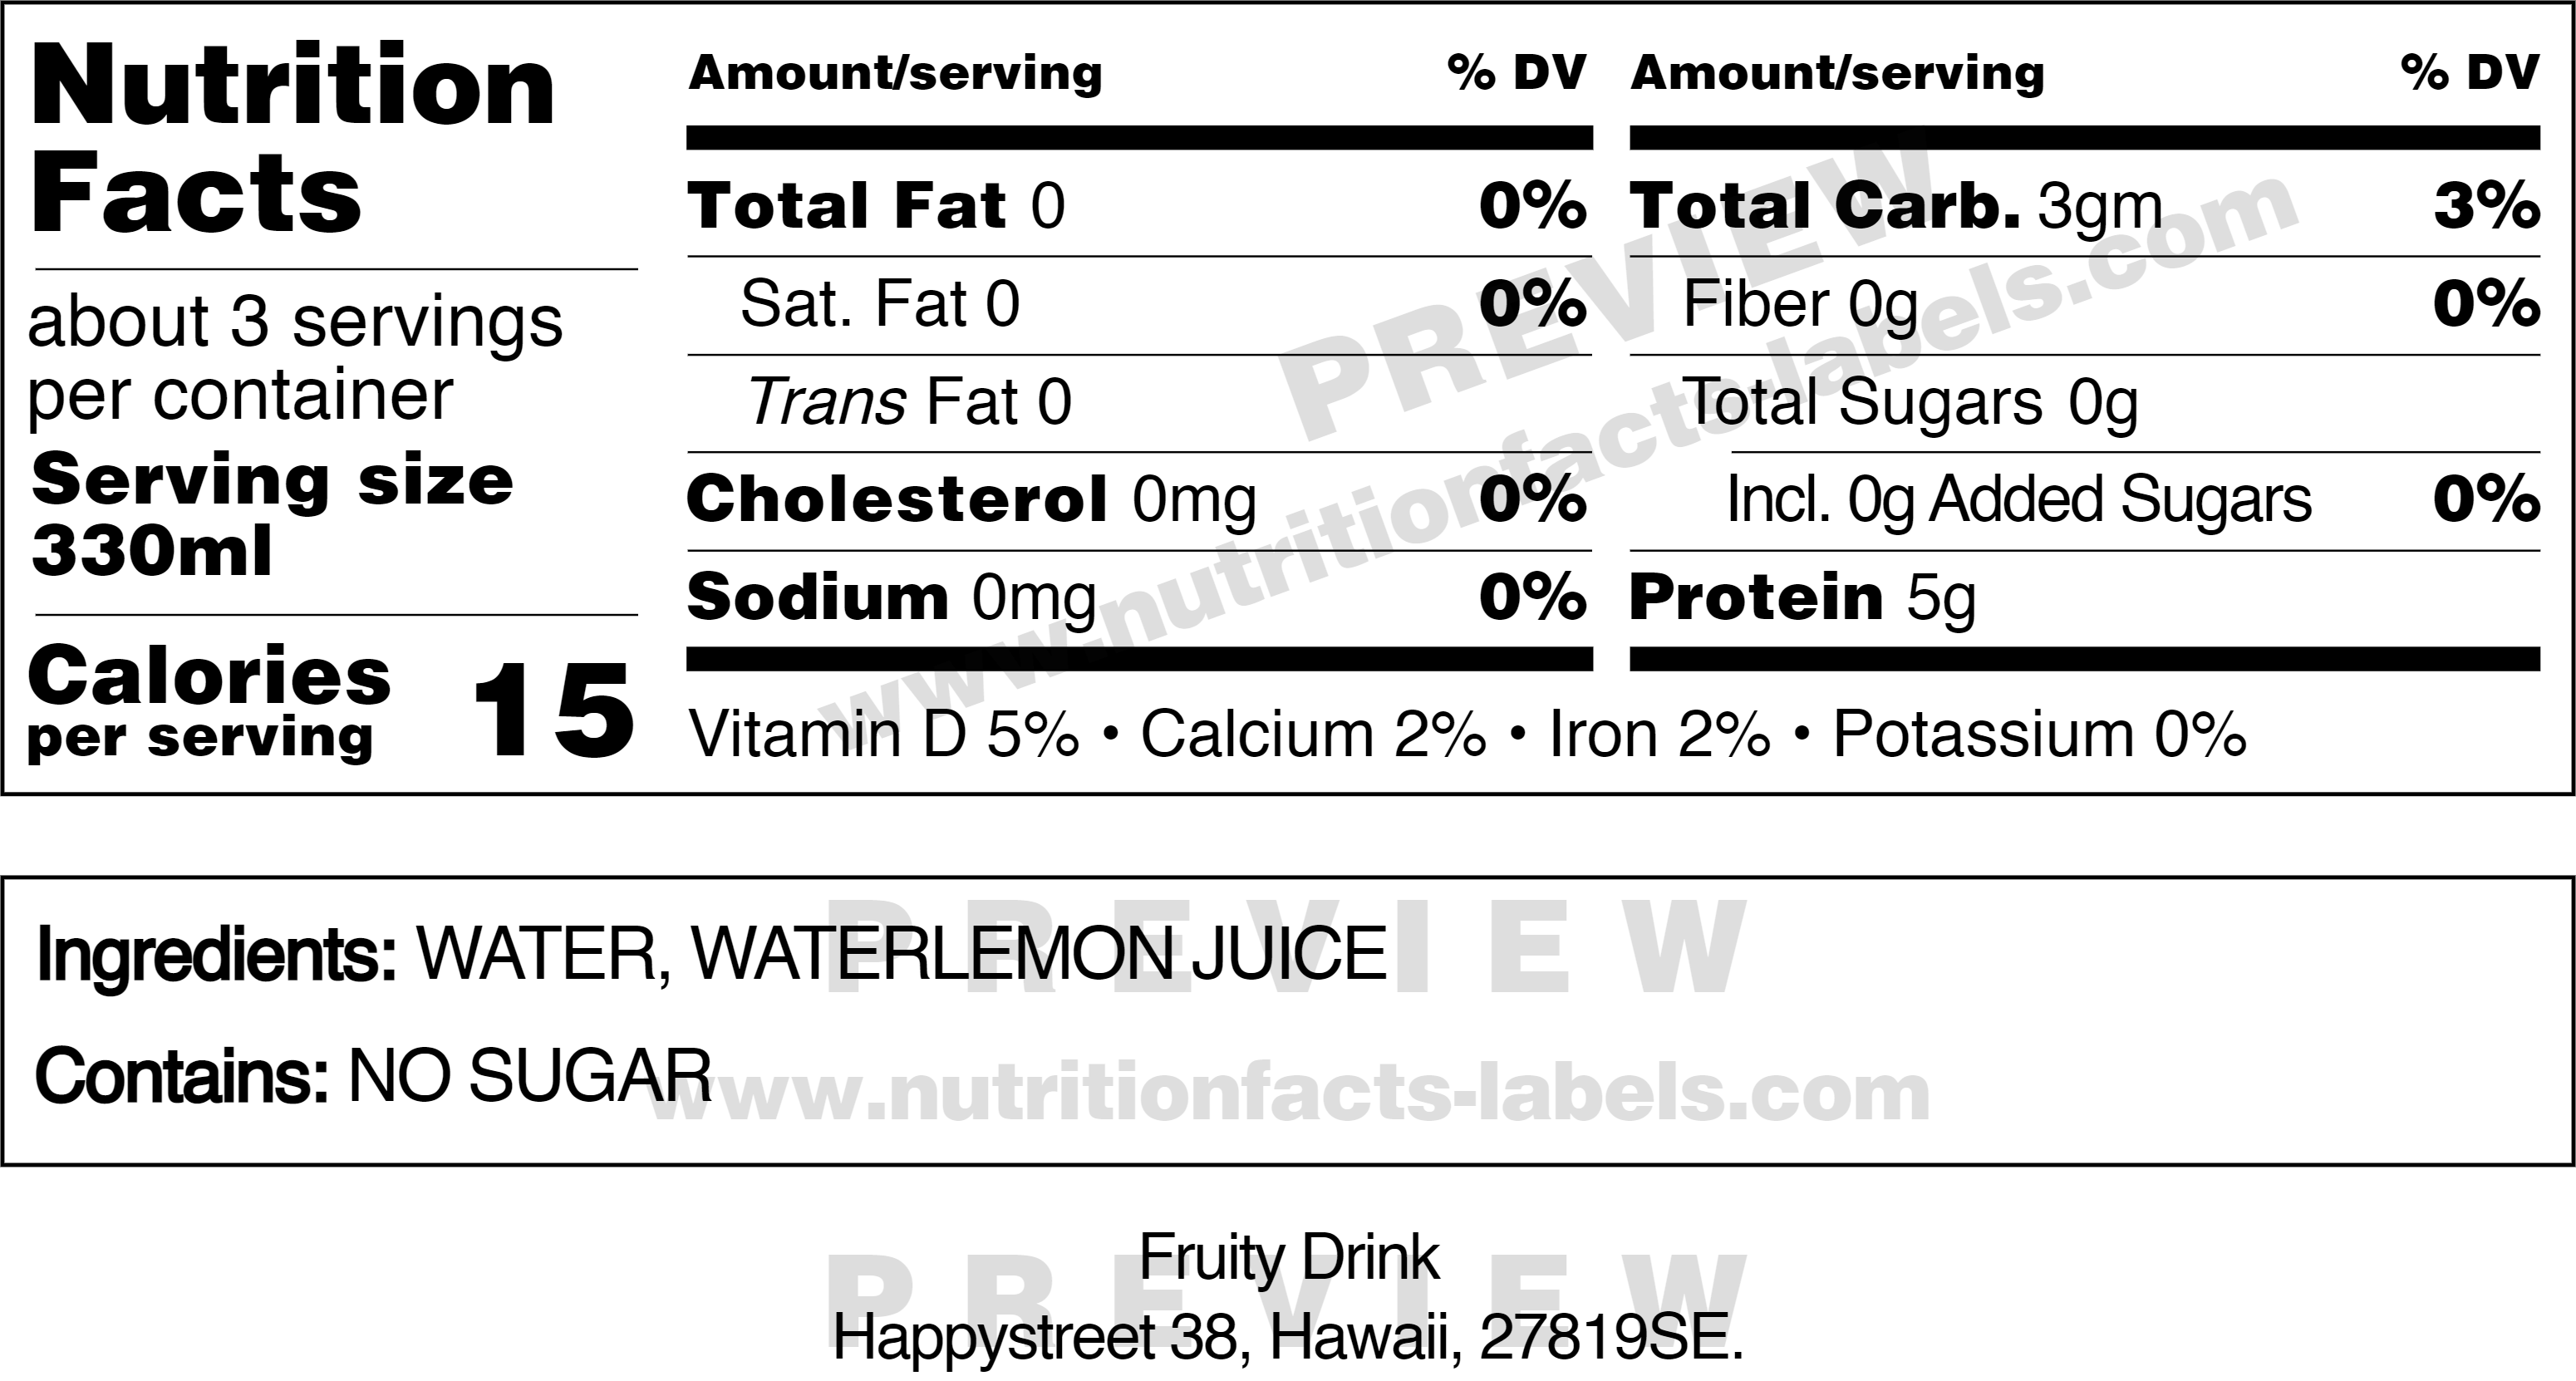 Nutrition
Facts
about 3 servings
per container
Serving size
330ml
Calories
per serving
15
Amount/serving % DV
Total Fat 0 0%
Sat. Fat 0 0%
Trans Fat 0
Cholesterol 0mg 0%
Sodium 0mg 0%
Amount/serving % DV
Total Carb. 3gm 3%
Fiber 0g 0%
Total Sugars 0g
Incl. 0g Added Sugars 0%
Protein 5g
Vitamin D 5% • Calcium 2% • Iron 2% • Potassium 0%
PREVIEW
www.nutritionfacts-labels.com
Ingredients: WATER, WATERLEMON JUICE
Contains: NO SUGAR
PREVIEW
www.nutritionfacts-labels.com
Fruity Drink
Happystreet 38, Hawaii, 27819SE.
PREVIEW